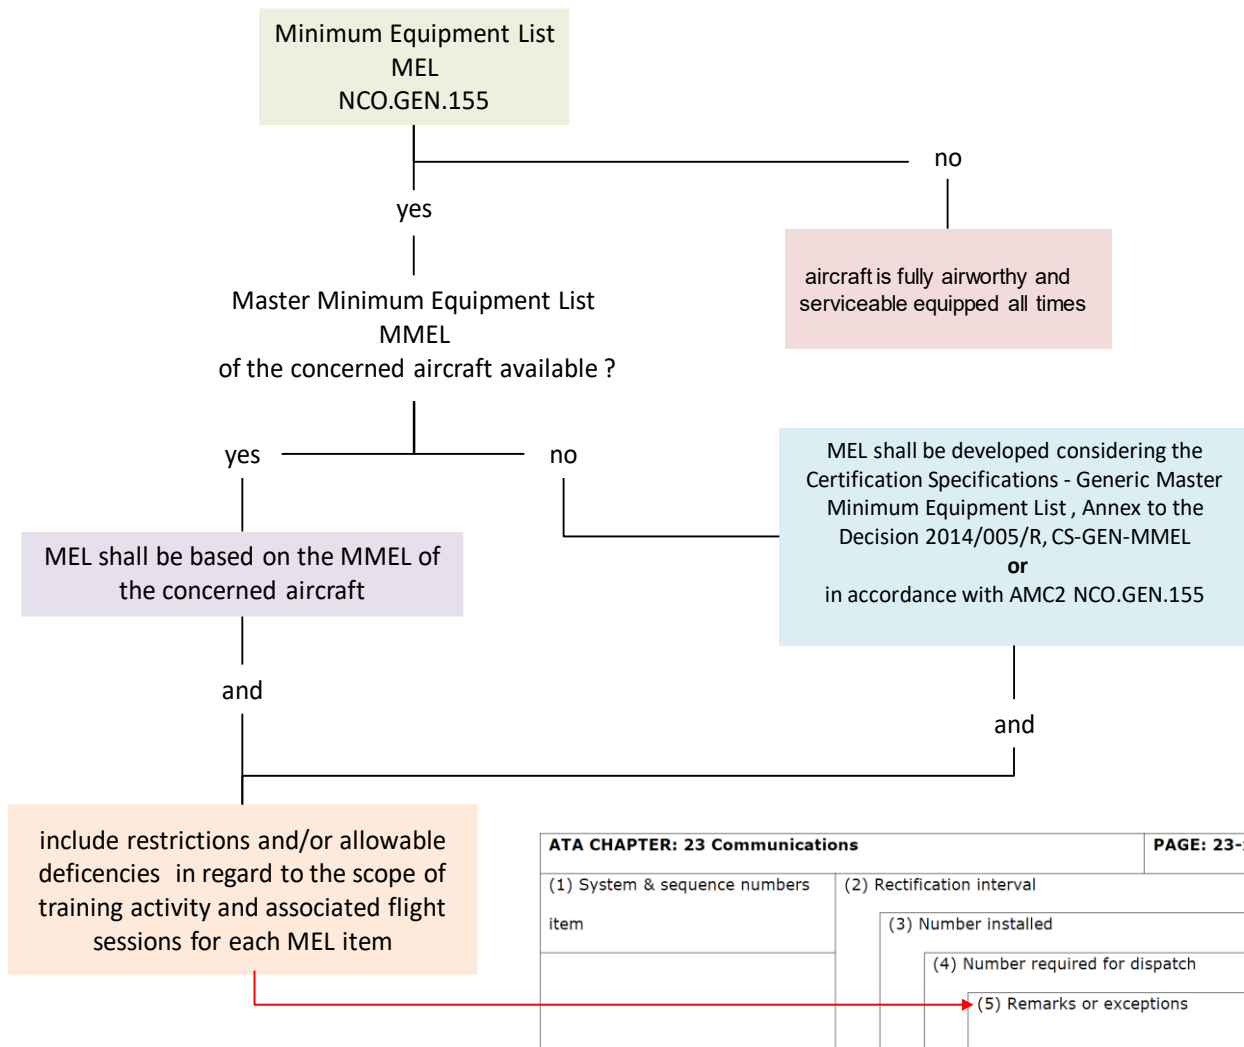 Minimum Equipment List
MEL
NCO.GEN.155
no
yes
aircraft is fully airworthy and
serviceable equipped all times
Master Minimum Equipment List
MMEL
of the concerned aircraft available ?
yes
no
MEL shall be developed considering the
Certification Specifications - Generic Master
Minimum Equipment List , Annex to the
Decision 2014/005/R, CS-GEN-MMEL
or
in accordance with AMC2 NCO.GEN.155
MEL shall be based on the MMEL of
the concerned aircraft
and
and
include restrictions and/or allowable
deficencies in regard to the scope of
training activity and associated flight
sessions for each MEL item
ATA CHAPTER: 23 Communications
PAGE: 23-
(1) System & sequence numbers
item
(2) Rectification interval
(3) Number installed
(4) Number required for dispatch
(5) Remarks or exceptions